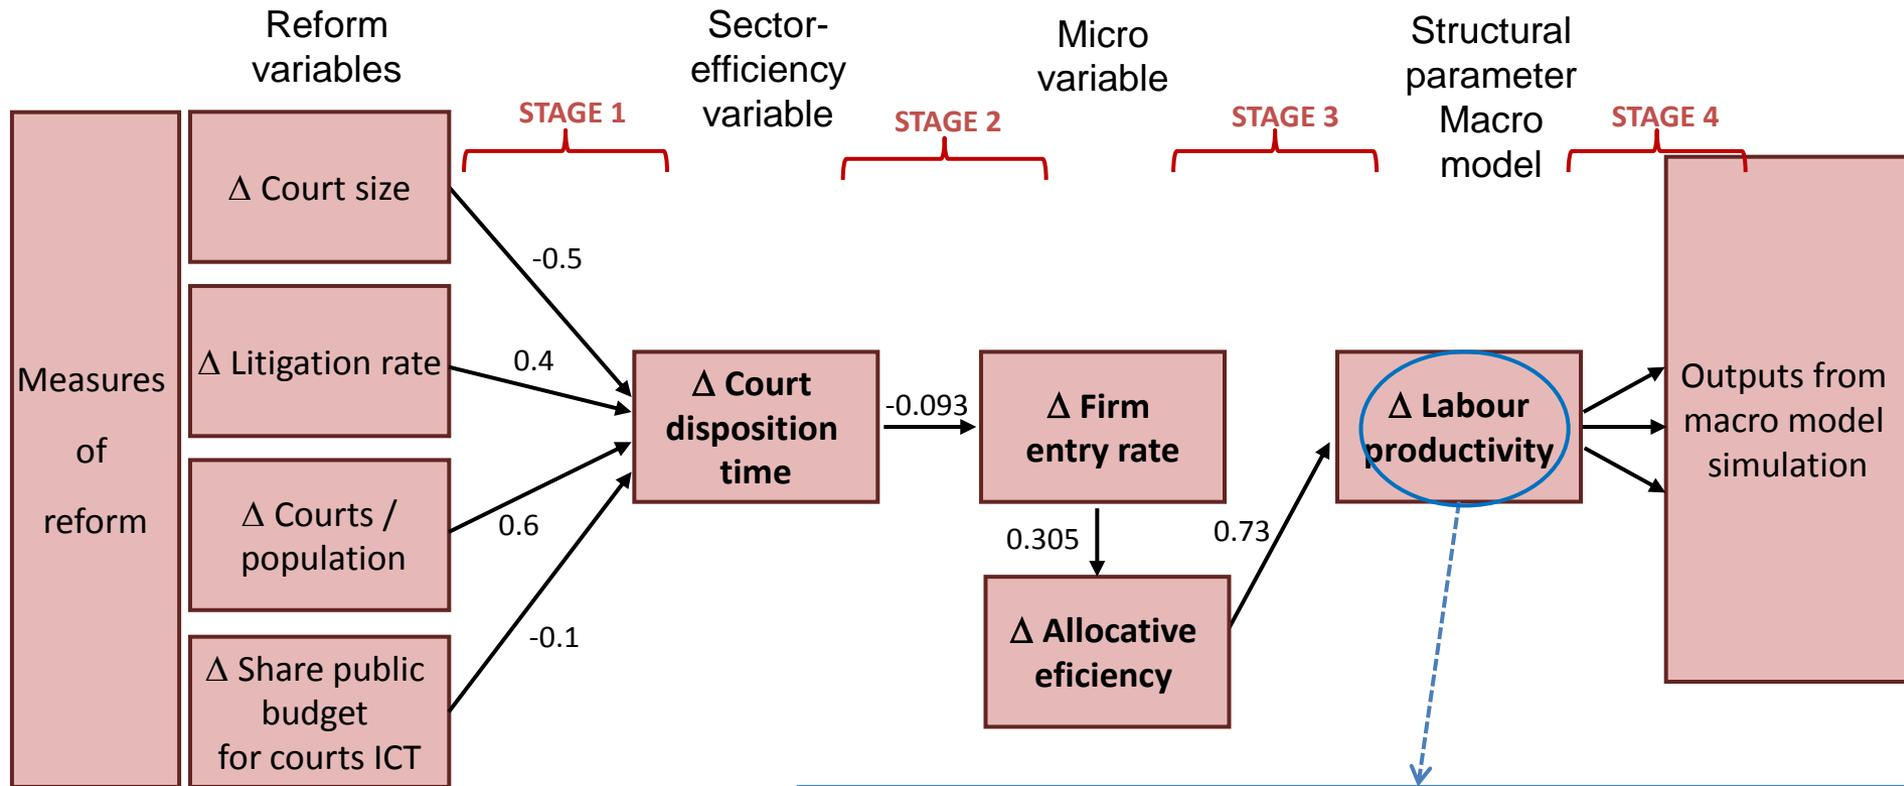 Reform
variables
Sector-
efficiency
variable
Micro
variable
Structural
parameter
Macro
model
STAGE 1
STAGE 2
STAGE 3
STAGE 4
Measures
of
reform
Δ Court size
Δ Litigation rate
Δ Courts /
population
Δ Share public
budget
for courts ICT
-0.5
0.4
0.6
-0.1
Δ Court
disposition
time
-0.093
Δ Firm
entry rate
0.305
Δ Allocative
eficiency
0.73
Δ Labour
productivity
Outputs from
macro model
simulation